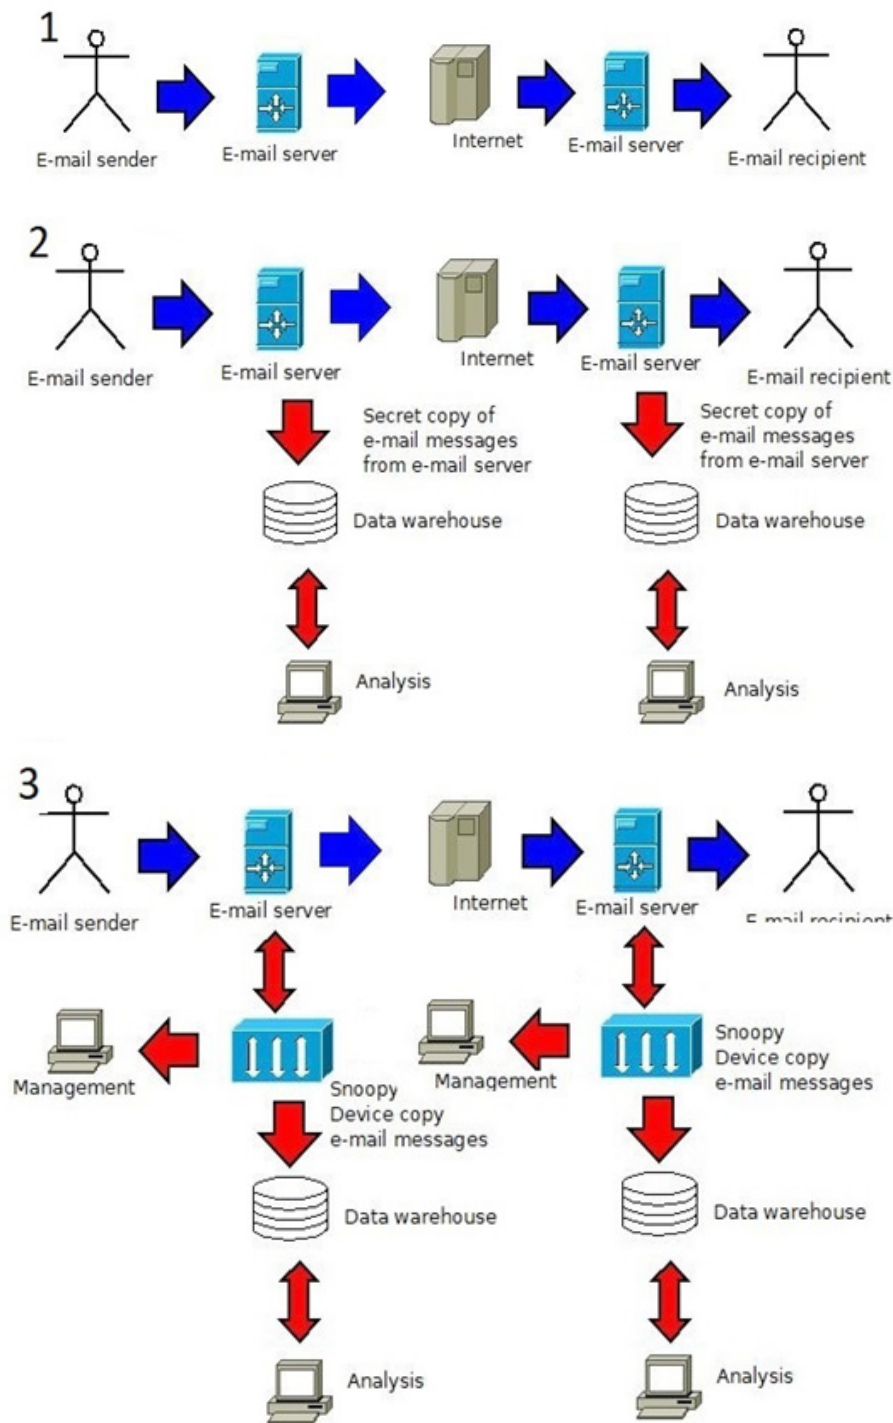 1
E-mail sender
E-mail server
Internet
E-mail server
E-mail recipient
2
E-mail sender
E-mail server
Internet
E-mail server
E-mail recipient
Secret copy of
e-mail messages
from e-mail server
Secret copy of
e-mail messages
from e-mail server
Data warehouse
Data warehouse
Analysis
Analysis
3
E-mail sender
E-mail server
Internet
E-mail server
E-mail recipient
Management
Snoopy
Device copy
e-mail messages
Management
Snoopy
Device copy
e-mail messages
Data warehouse
Data warehouse
Analysis
Analysis